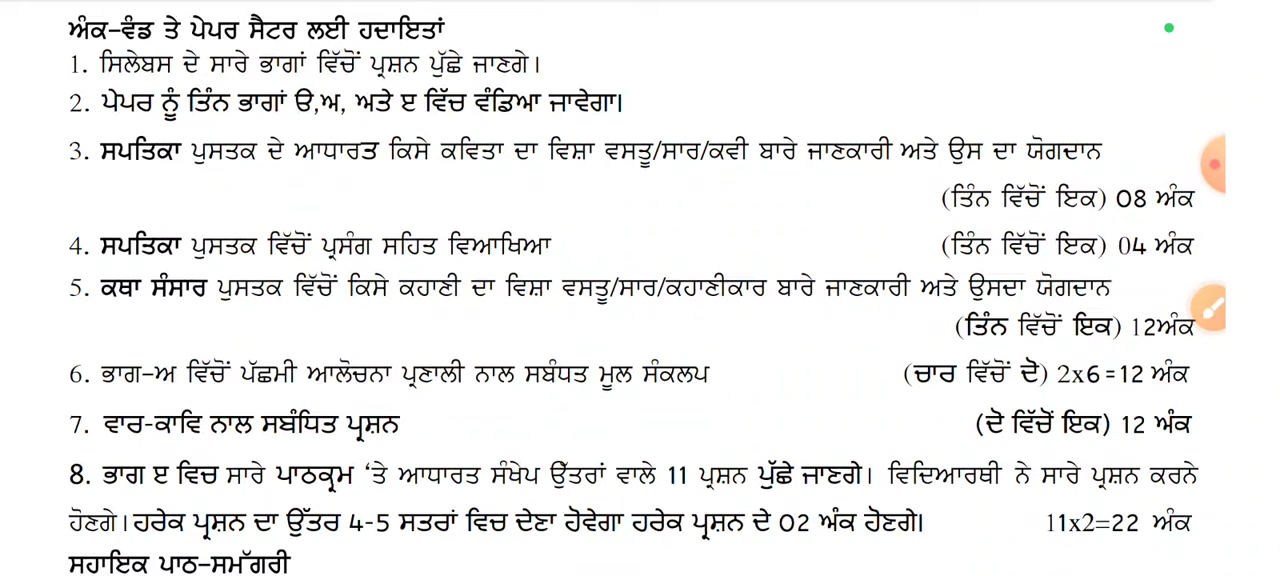 ਅੰਕ-ਵੰਡ ਤੇ ਪੇਪਰ ਸੈਟਰ ਲਈ ਹਦਾਇਤਾਂ
1. ਸਿਲੇਬਸ ਦੇ ਸਾਰੇ ਭਾਗਾਂ ਵਿੱਚੋਂ ਪ੍ਰਸ਼ਨ ਪੁੱਛੇ ਜਾਣਗੇ।
2. ਪੇਪਰ ਨੂੰ ਤਿੰਨ ਭਾਗਾਂ ੳ,ਅ, ਅਤੇ ੲ ਵਿੱਚ ਵੰਡਿਆ ਜਾਵੇਗਾ।
3. ਸਪਤਿਕਾ ਪੁਸਤਕ ਦੇ ਆਧਾਰਤ ਕਿਸੇ ਕਵਿਤਾ ਦਾ ਵਿਸ਼ਾ ਵਸਤੂ/ਸਾਰ/ਕਵੀ ਬਾਰੇ ਜਾਣਕਾਰੀ ਅਤੇ ਉਸ ਦਾ ਯੋਗਦਾਨ
(ਤਿੰਨ ਵਿੱਚੋਂ ਇਕ) 08 ਅੰਕ
4. ਸਪਤਿਕਾ ਪੁਸਤਕ ਵਿੱਚੋਂ ਪ੍ਰਸੰਗ ਸਹਿਤ ਵਿਆਖਿਆ (ਤਿੰਨ ਵਿੱਚੋਂ ਇਕ) 04 ਅੰਕ
5. ਕਥਾ ਸੰਸਾਰ ਪੁਸਤਕ ਵਿੱਚੋਂ ਕਿਸੇ ਕਹਾਣੀ ਦਾ ਵਿਸ਼ਾ ਵਸਤੂ/ਸਾਰ/ਕਹਾਣੀਕਾਰ ਬਾਰੇ ਜਾਣਕਾਰੀ ਅਤੇ ਉਸਦਾ ਯੋਗਦਾਨ
(ਤਿੰਨ ਵਿੱਚੋਂ ਇਕ) 12ਅੰਕ
6. ਭਾਗ-ਅ ਵਿੱਚੋਂ ਪੱਛਮੀ ਆਲੋਚਨਾ ਪ੍ਰਣਾਲੀ ਨਾਲ ਸਬੰਧਤ ਮੂਲ ਸੰਕਲਪ (ਚਾਰ ਵਿੱਚੋਂ ਦੋ) 2x6=12 ਅੰਕ
7. ਵਾਰ-ਕਾਵਿ ਨਾਲ ਸਬੰਧਿਤ ਪ੍ਰਸ਼ਨ (ਦੋ ਵਿੱਚੋਂ ਇਕ) 12 ਅੰਕ
8. ਭਾਗ ੲ ਵਿਚ ਸਾਰੇ ਪਾਠਕ੍ਰਮ 'ਤੇ ਆਧਾਰਤ ਸੰਖੇਪ ਉੱਤਰਾਂ ਵਾਲੇ 11 ਪ੍ਰਸ਼ਨ ਪੁੱਛੇ ਜਾਣਗੇ। ਵਿਦਿਆਰਥੀ ਨੇ ਸਾਰੇ ਪ੍ਰਸ਼ਨ ਕਰਨੇ
ਹੋਣਗੇ। ਹਰੇਕ ਪ੍ਰਸ਼ਨ ਦਾ ਉੱਤਰ 4-5 ਸਤਰਾਂ ਵਿਚ ਦੇਣਾ ਹੋਵੇਗਾ ਹਰੇਕ ਪ੍ਰਸ਼ਨ ਦੇ 02 ਅੰਕ ਹੋਣਗੇ। 11x2=22 ਅੰਕ
ਸਹਾਇਕ ਪਾਠ-ਸਮੱਗਰੀ